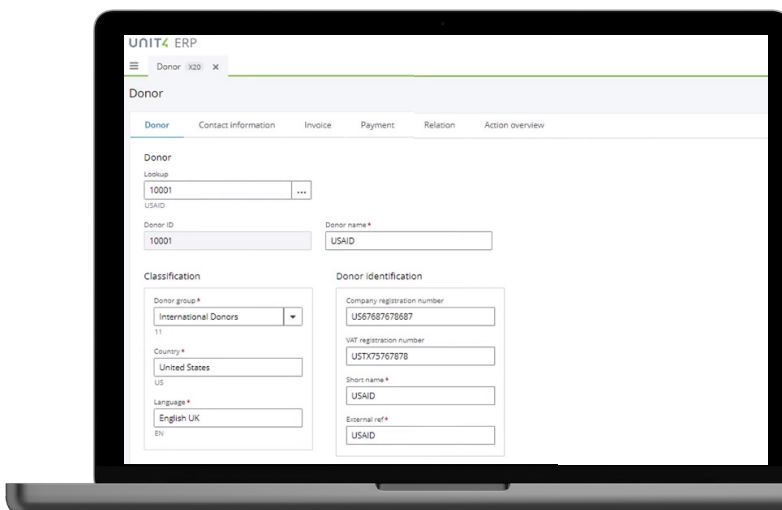 UNIT4 ERP
Donor X20 ×
Donor
Donor Contact information Invoice Payment Relation Action overview
Donor
Lookup
10001 ...
USAID
Donor ID Donor name *
10001 USAID
Classification Donor identification
Donor group * Company registration number
International Donors US67687678687
11
VAT registration number
Country * USTX75767878
United States
US
Short name *
Language * USAID
English UK
EN
External ref *
USAID